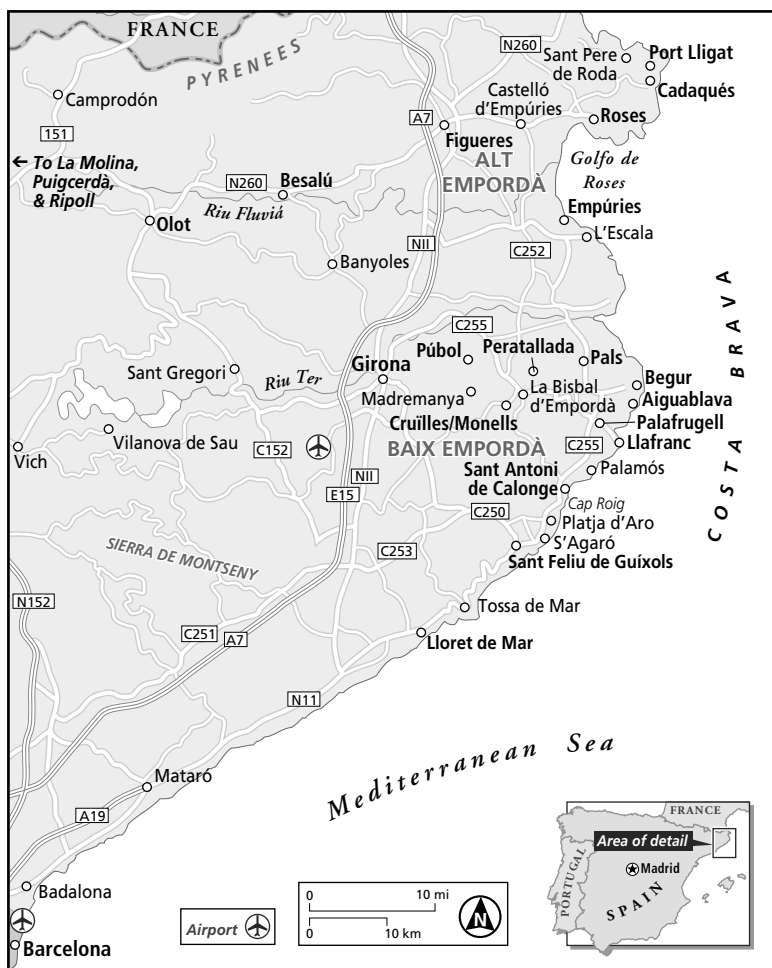 FRANCE
PYRENEES
N260
Sant Pere
de Roda
Port Lligat
Cadaqués
Camprodón
Castelló
d’Empúries
Roses
A7
Figueres
151
ALT
EMPORDÀ
Golfo de
Roses
← To La Molina,
Puigcerdà,
& Ripoll
N260
Besalú
Riu Fluviá
Olot
Empúries
L’Escala
NII
C252
Banyoles
COSTA BRAVA
C255
Púbol
Peratallada
Pals
Sant Gregori
Girona
Riu Ter
Madremanya
La Bisbal
d’Empordà
Begur
Aiguablava
Cruïlles/Monells
Palafrugell
Vilanova de Sau
Vich
C152
BAIX EMPORDÀ
C255
Llafranc
NII
E15
Sant Antoni
de Calonge
Palamós
Cap Roig
C250
Platja d’Aro
S’Agaró
SIERRA DE MONTSENY
C253
Sant Feliu de Guíxols
N152
Tossa de Mar
C251
A7
Lloret de Mar
N11
Mediterranean Sea
Mataró
A19
Badalona
Barcelona
Airport
0 10 mi
0 10 km
N
FRANCE
Area of detail
PORTUGAL
Madrid
SPAIN